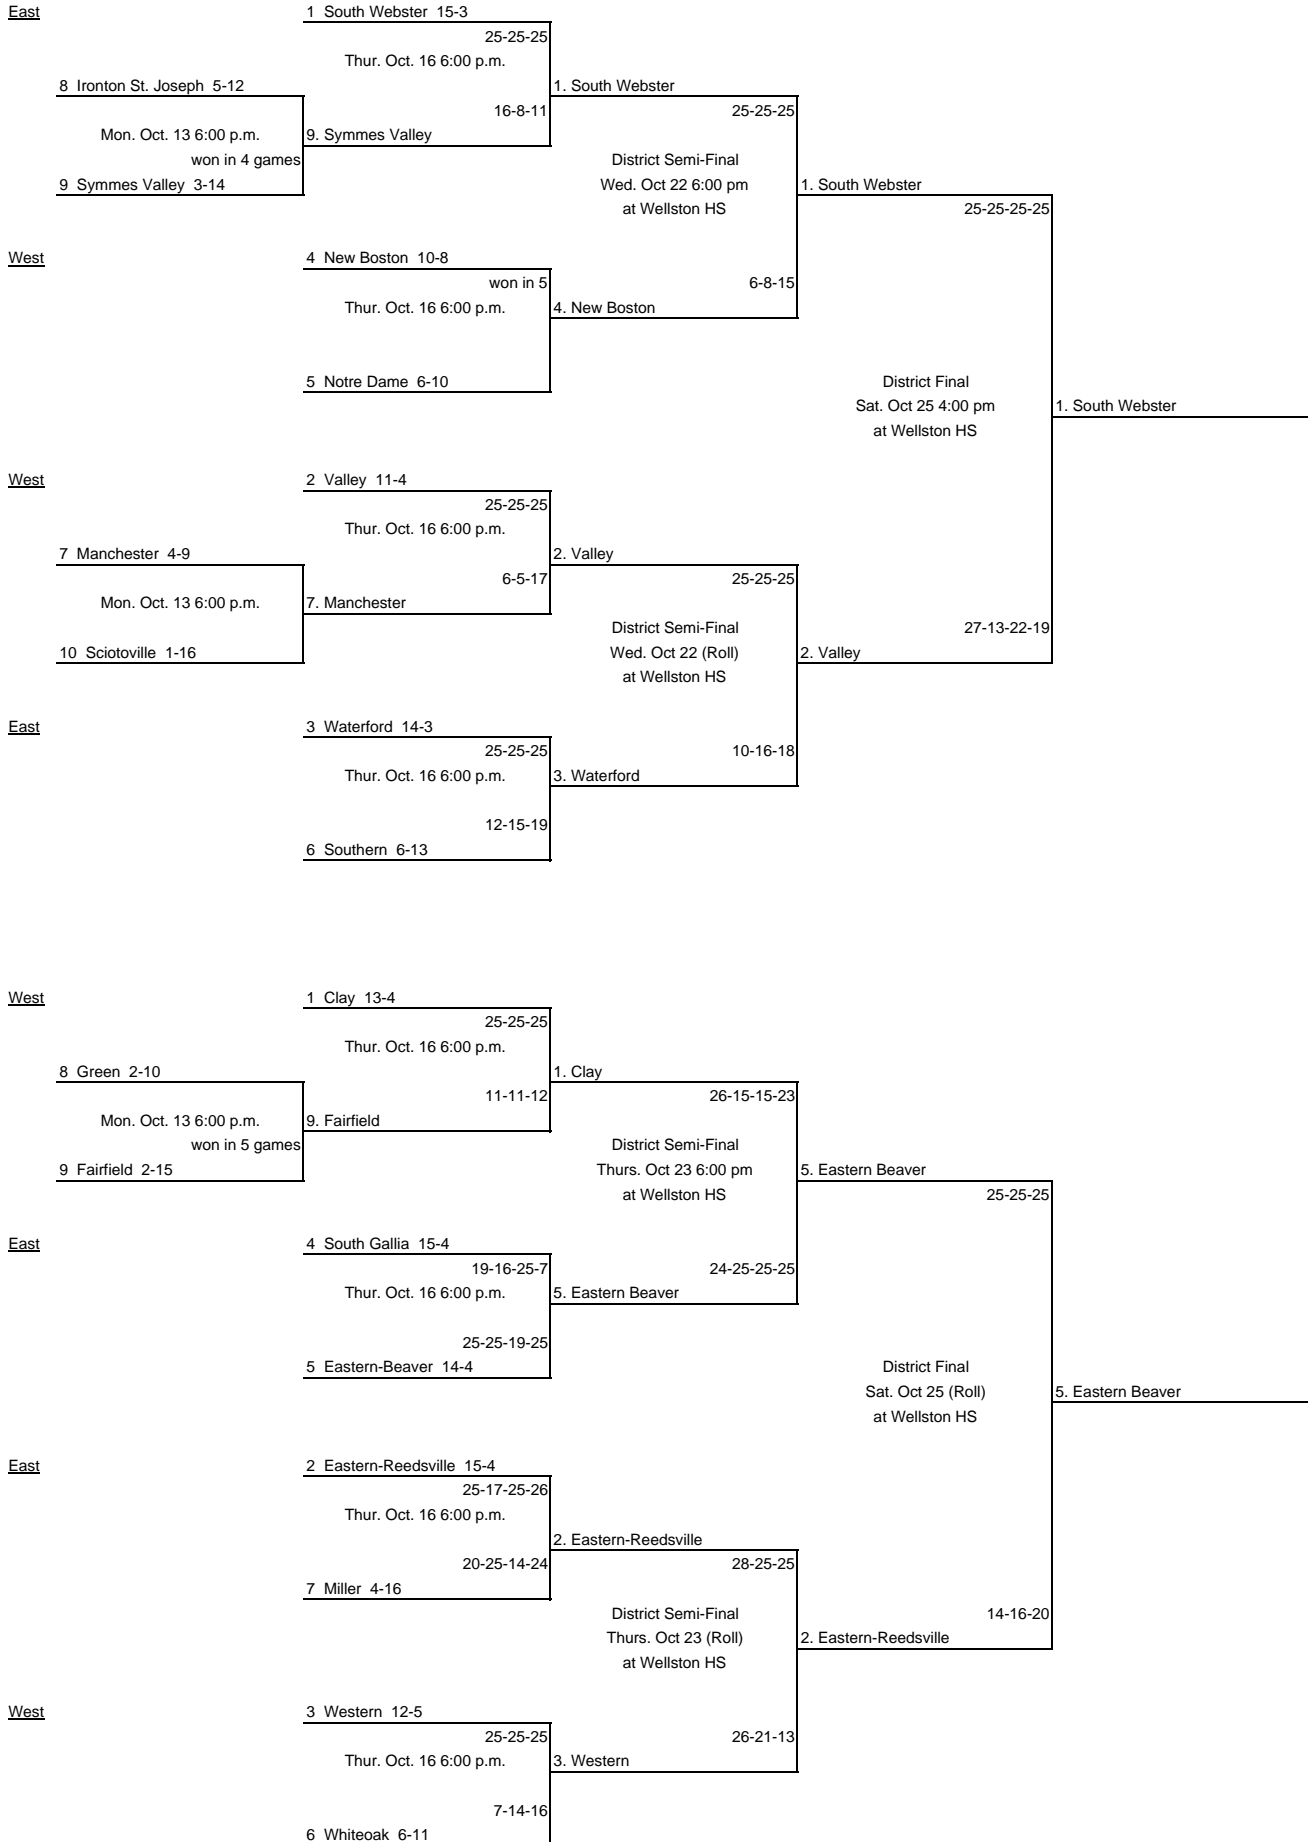 East
1 South Webster 15-3
25-25-25
Thur. Oct. 16 6:00 p.m.
8 Ironton St. Joseph 5-12
1. South Webster
16-8-11
25-25-25
Mon. Oct. 13 6:00 p.m.
9. Symmes Valley
won in 4 games
District Semi-Final
9 Symmes Valley 3-14
Wed. Oct 22 6:00 pm
1. South Webster
at Wellston HS
25-25-25-25
West
4 New Boston 10-8
won in 5
6-8-15
Thur. Oct. 16 6:00 p.m.
4. New Boston
5 Notre Dame 6-10
District Final
Sat. Oct 25 4:00 pm
1. South Webster
at Wellston HS
West
2 Valley 11-4
25-25-25
Thur. Oct. 16 6:00 p.m.
7 Manchester 4-9
2. Valley
6-5-17
25-25-25
Mon. Oct. 13 6:00 p.m.
7. Manchester
District Semi-Final
27-13-22-19
10 Sciotoville 1-16
Wed. Oct 22 (Roll)
2. Valley
at Wellston HS
East
3 Waterford 14-3
25-25-25
10-16-18
Thur. Oct. 16 6:00 p.m.
3. Waterford
12-15-19
6 Southern 6-13
West
1 Clay 13-4
25-25-25
Thur. Oct. 16 6:00 p.m.
8 Green 2-10
1. Clay
11-11-12
26-15-15-23
Mon. Oct. 13 6:00 p.m.
9. Fairfield
won in 5 games
District Semi-Final
9 Fairfield 2-15
Thurs. Oct 23 6:00 pm
5. Eastern Beaver
at Wellston HS
25-25-25
East
4 South Gallia 15-4
19-16-25-7
24-25-25-25
Thur. Oct. 16 6:00 p.m.
5. Eastern Beaver
25-25-19-25
5 Eastern-Beaver 14-4
District Final
Sat. Oct 25 (Roll)
5. Eastern Beaver
at Wellston HS
East
2 Eastern-Reedsville 15-4
25-17-25-26
Thur. Oct. 16 6:00 p.m.
2. Eastern-Reedsville
20-25-14-24
28-25-25
7 Miller 4-16
District Semi-Final
14-16-20
Thurs. Oct 23 (Roll)
2. Eastern-Reedsville
at Wellston HS
West
3 Western 12-5
25-25-25
26-21-13
Thur. Oct. 16 6:00 p.m.
3. Western
7-14-16
6 Whiteoak 6-11